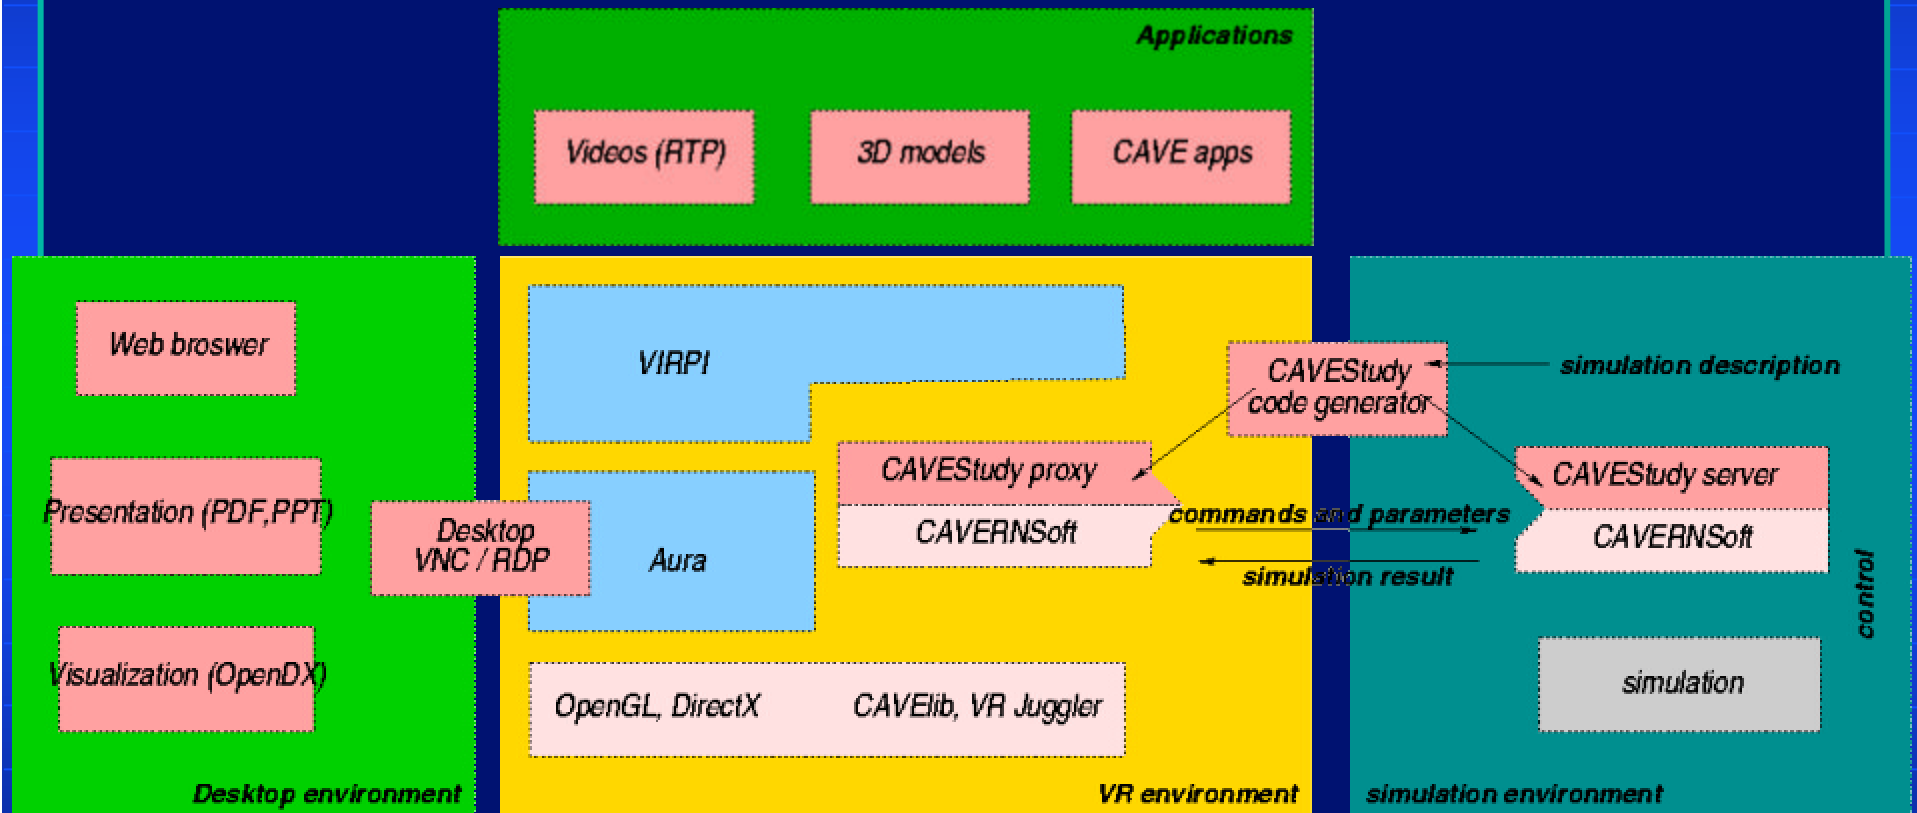 Applications
Videos (RTP)
3D models
CAVE apps
Web broswer
Presentation (PDF,PPT)
Visualization (OpenDX)
Desktop environment
Desktop
VNC / RDP
VIRPI
Aura
CAVEStudy proxy
CAVERNSoft
OpenGL, DirectX
CAVElib, VR Juggler
VR environment
CAVEStudy
code generator
simulation description
commands and parameters
simulation result
CAVEStudy server
CAVERNSoft
control
simulation
simulation environment